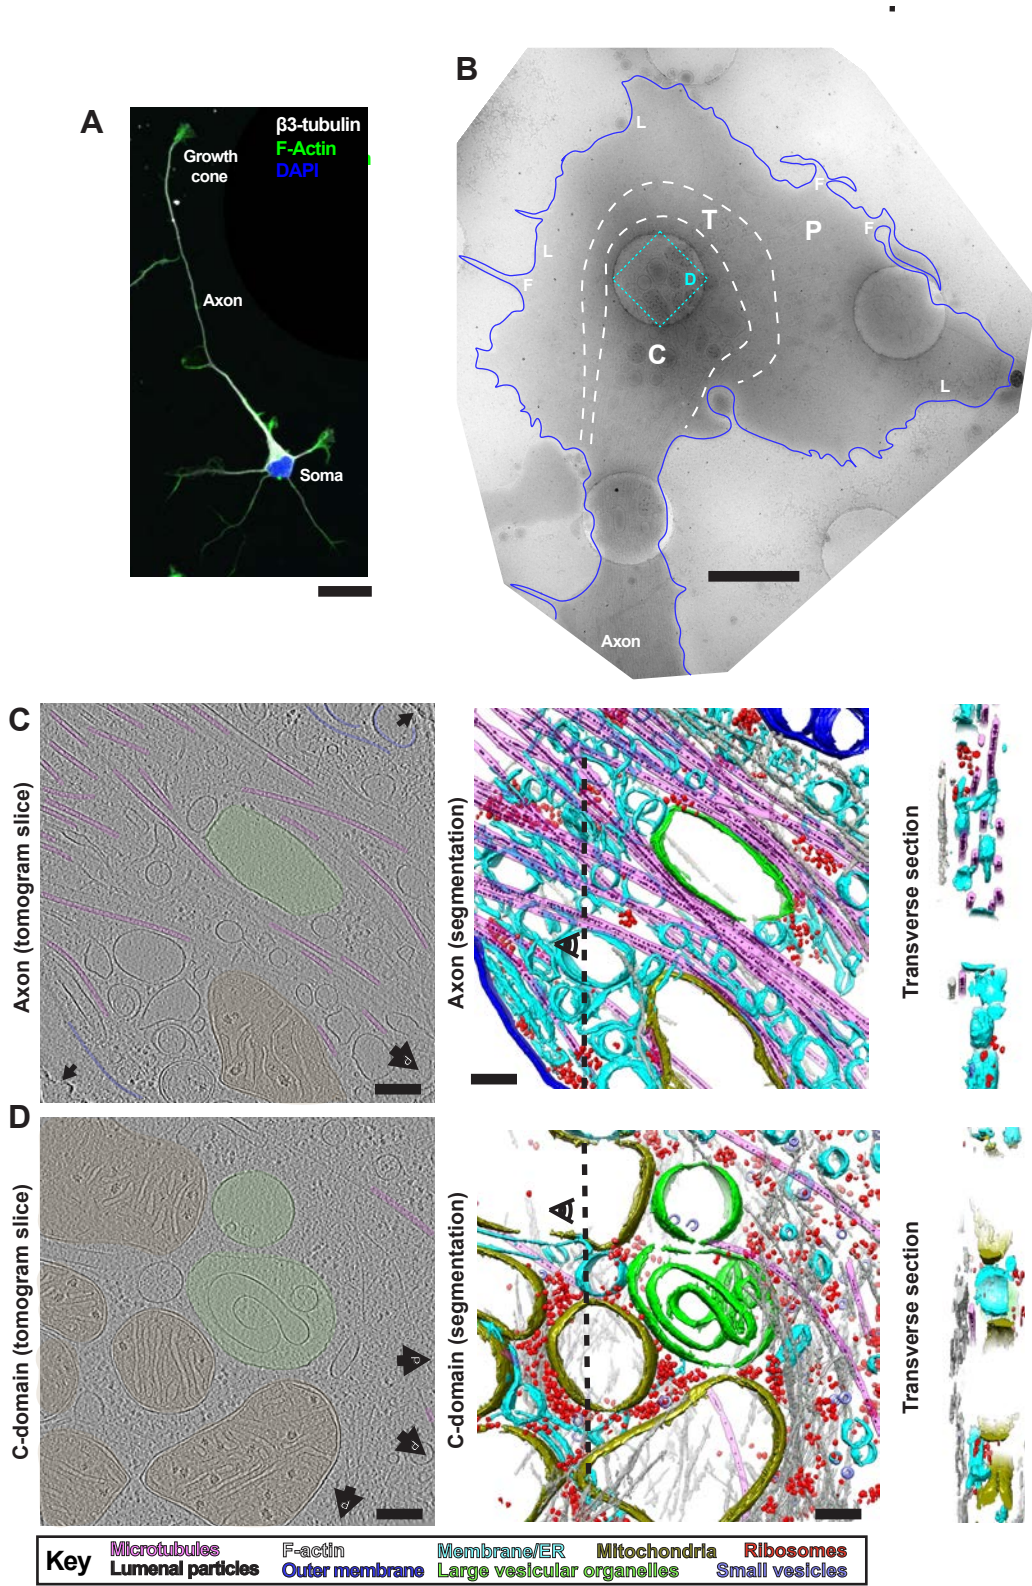 A
β3-tubulin
F-Actin
DAPI
Growth
cone
Axon
Soma
B
L
T
P
F
F
L
F
D
C
L
Axon
C
Axon (tomogram slice)
d
Axon (segmentation)
Transverse section
D
C-domain (tomogram slice)
d
d
d
C-domain (segmentation)
Transverse section
Key
Microtubules
F-actin
Membrane/ER
Mitochondria
Ribosomes
Lumenal particles
Outer membrane
Large vesicular organelles
Small vesicles